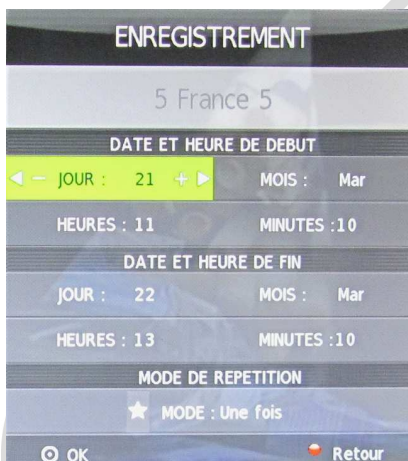 ENREGISTREMENT
5 France 5
DATE ET HEURE DE DEBUT
JOUR : 21 MOIS : Mar
HEURES : 11 MINUTES :10
DATE ET HEURE DE FIN
JOUR : 22 MOIS : Mar
HEURES : 13 MINUTES :10
MODE DE REPETITION
MODE : Une fois
OK Retour